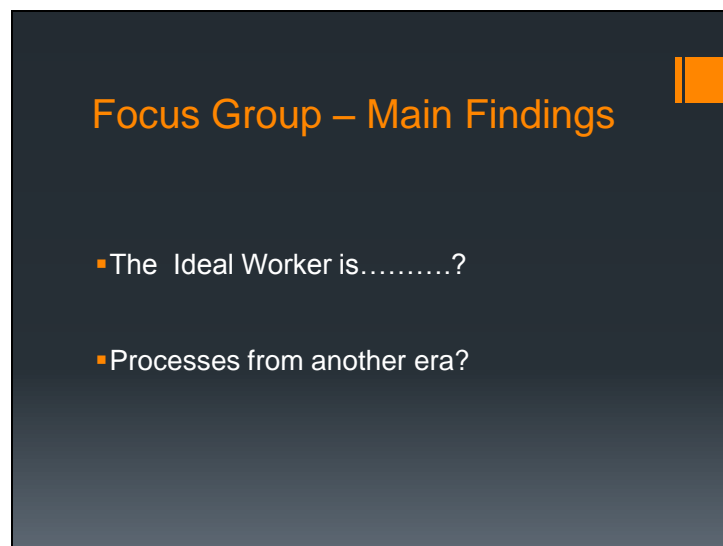 Focus Group – Main Findings
▪The  Ideal Worker is……….?
▪Processes from another era?